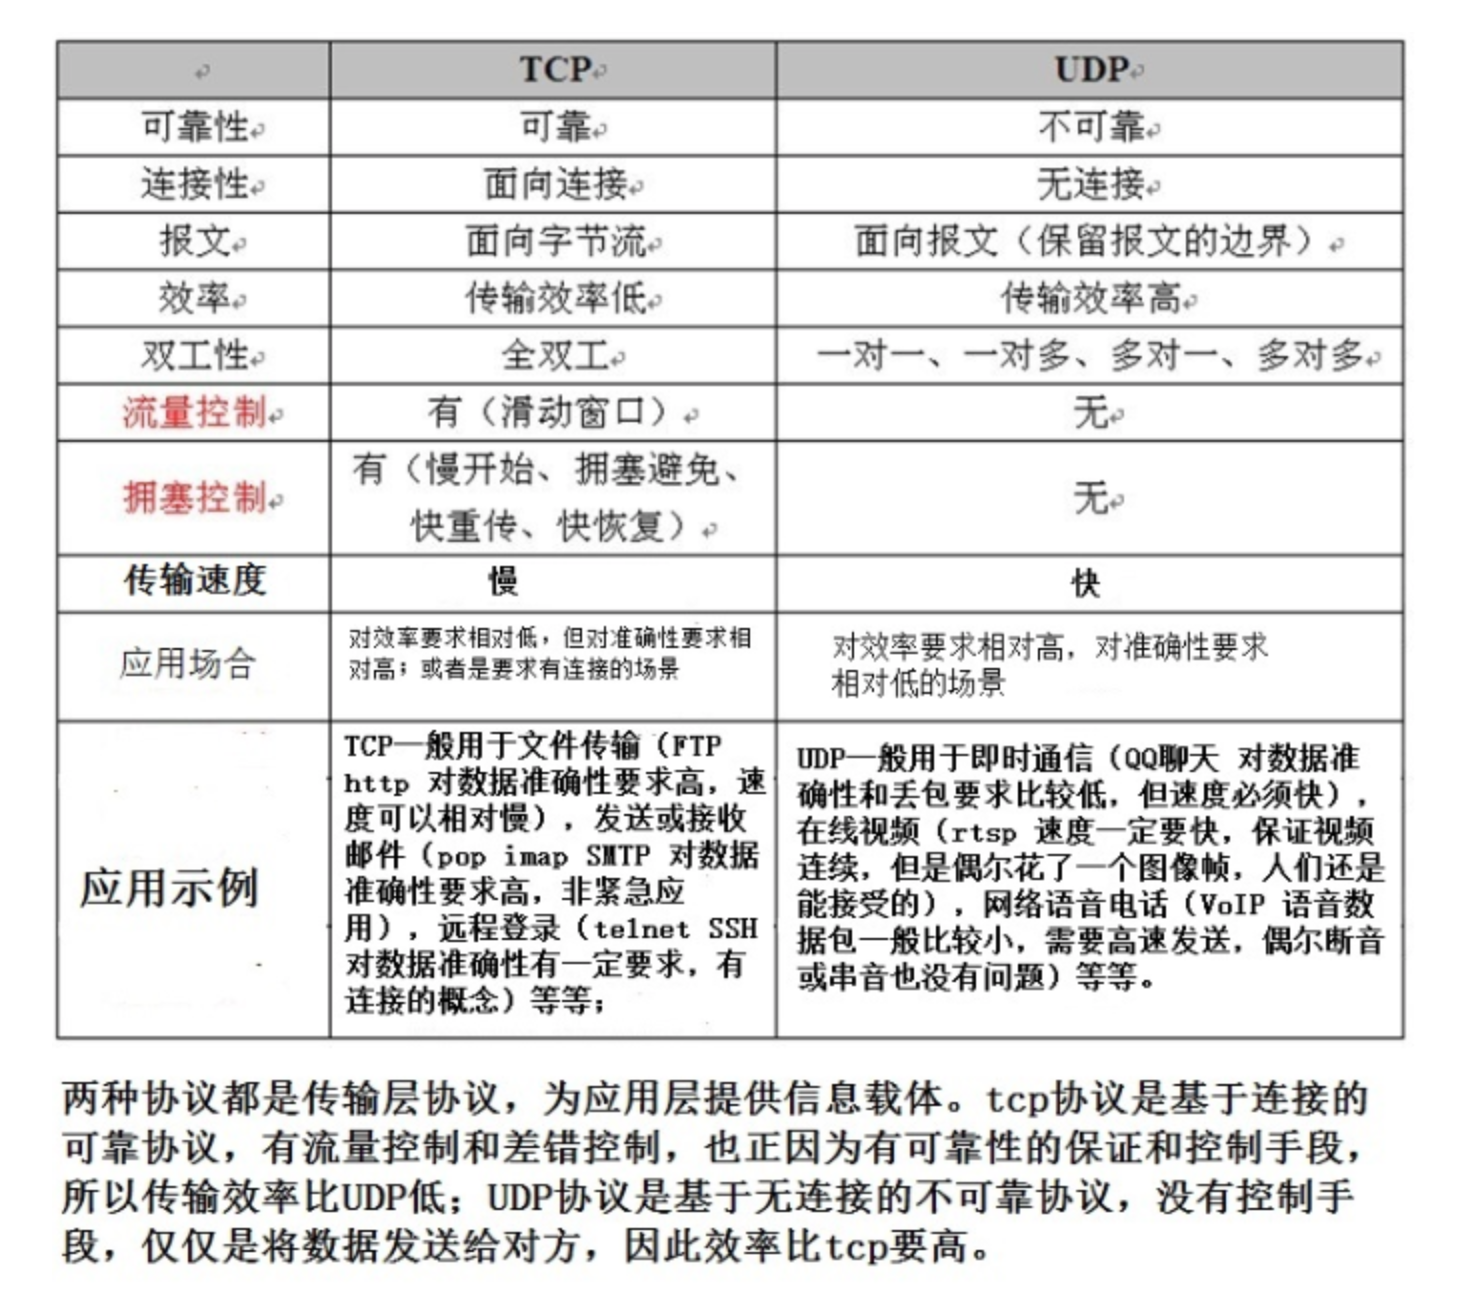 TCP UDP
可靠性 可靠 不可靠
连接性 面向连接 无连接
报文 面向字节流 面向报文（保留报文的边界）
效率 传输效率低 传输效率高
双工性 全双工 一对一、一对多、多对一、多对多
流量控制 有（滑动窗口） 无
拥塞控制 有（慢开始、拥塞避免、
快重传、快恢复） 无
传输速度 慢 快
应用场合
对效率要求相对低，但对准确性要求相
对高；或者是要求有连接的场景
对效率要求相对高，对准确性要求
相对低的场景
应用示例
TCP一般用于文件传输（FTP
http 对数据准确性要求高，速
度可以相对慢），发送或接收
邮件（pop imap SMTP 对数据
准确性要求高，非紧急应
用），远程登录（telnet SSH
对数据准确性有一定要求，有
连接的概念）等等；
UDP一般用于即时通信（QQ聊天 对数据准
确性和丢包要求比较低，但速度必须快），
在线视频（rtsp 速度一定要快，保证视频
连续，但是偶尔花了一个图像帧，人们还是
能接受的），网络语音电话（VoIP 语音数
据包一般比较小，需要高速发送，偶尔断音
或串音也没有问题）等等。
两种协议都是传输层协议，为应用层提供信息载体。tcp协议是基于连接的
可靠协议，有流量控制和差错控制，也正因为有可靠性的保证和控制手段，
所以传输效率比UDP低；UDP协议是基于无连接的不可靠协议，没有控制手
段，仅仅是将数据发送给对方，因此效率比tcp要高。